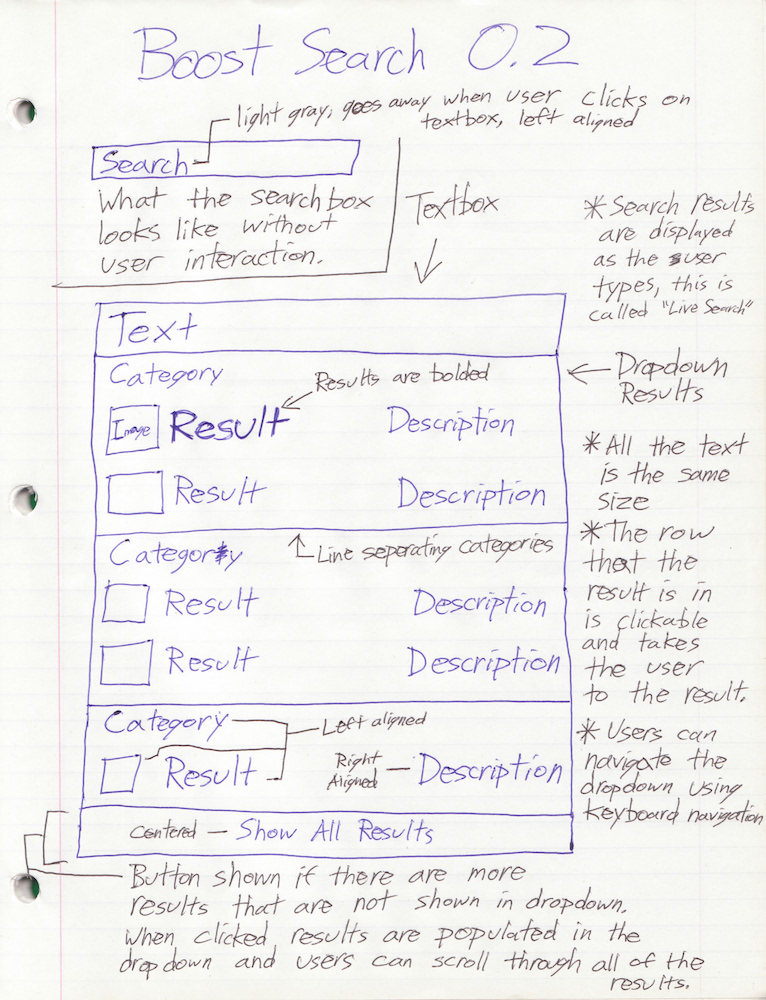 Boost Search 0.2
light gray, goes away when user clicks on
textbox, left aligned
Search
What the searchbox
looks like without
user interaction.
Textbox
* Search results
are displayed
as the user
types, this is
called "Live Search"
Text
Category
Results are bolded
Dropdown
Results
Image
Result
Description
Result
Description
* All the text
is the same
size
Category
Line seperating categories
Result
Description
Result
Description
* The row
that the
result is in
is clickable
and takes
the user
to the result.
Category
Left aligned
Result
Right
Aligned
Description
* Users can
navigate the
dropdown using
keyboard navigation
Centered
Show All Results
Button shown if there are more
results that are not shown in dropdown.
When clicked results are populated in the
dropdown and users can scroll through all of the
results.